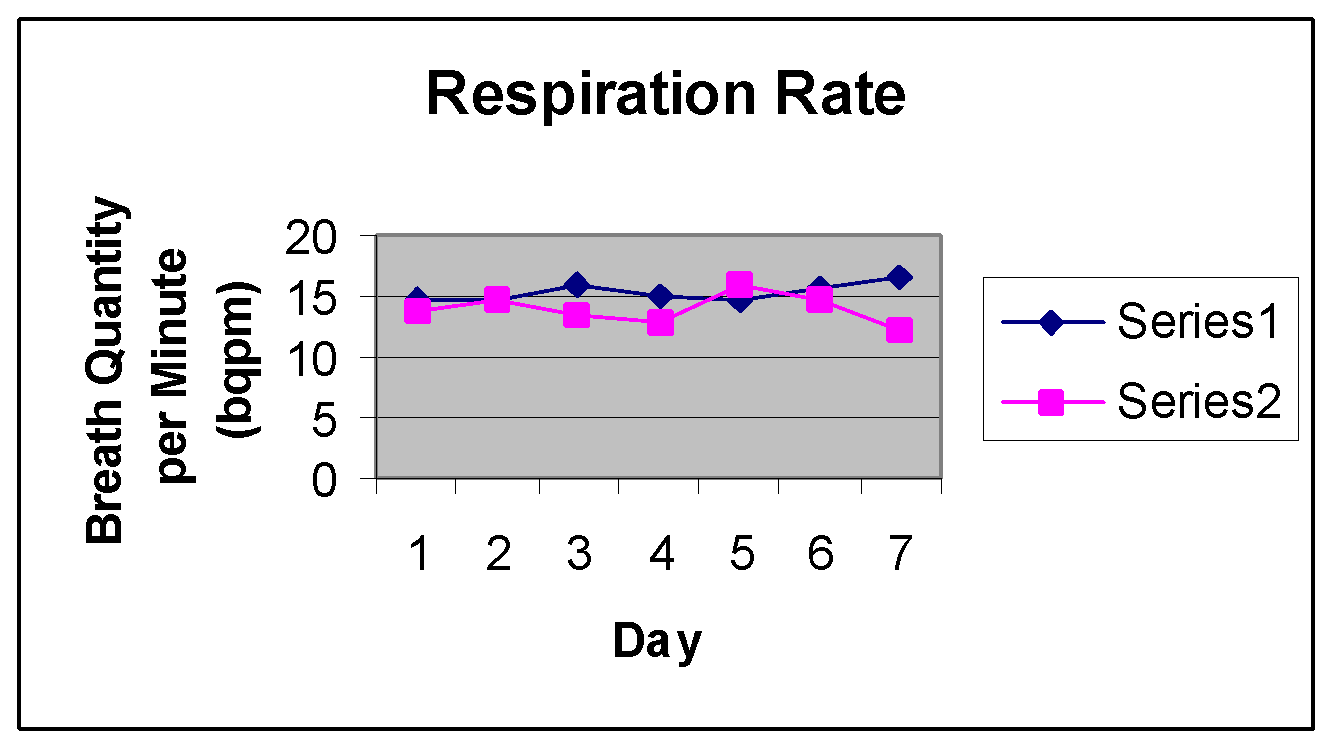 Respiration Rate
Breath Quantity
per Minute
(bqpm)
20
15
10
5
0
1 2 3 4 5 6 7
Day
Series1
Series2